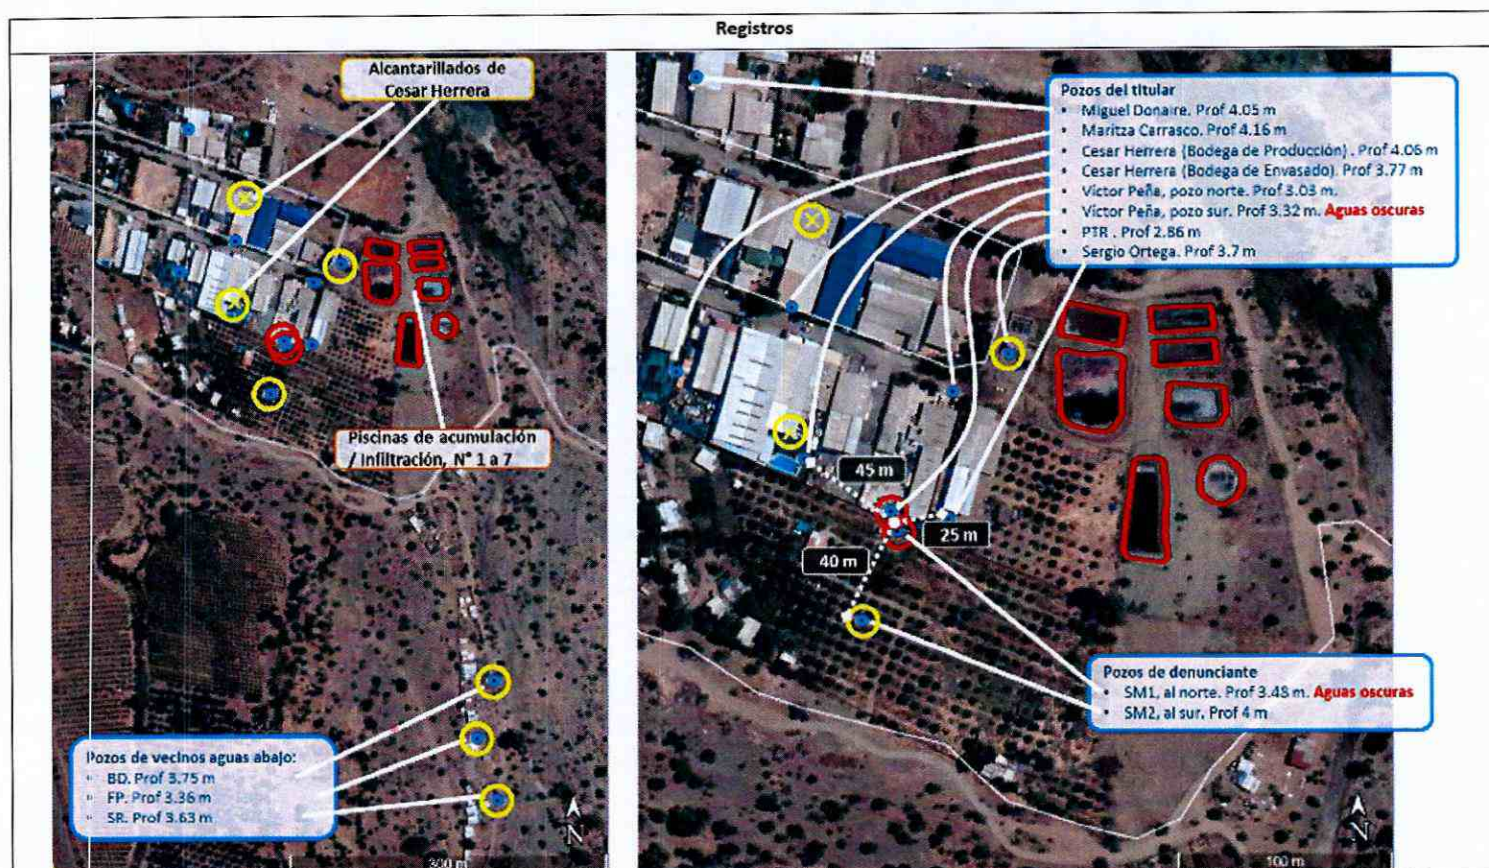 Registros
Alcantarillados de
Cesar Herrera
Piscinas de acumulación
/ Infiltración, N° 1 a 7
Pozos de vecinos aguas abajo:
BD. Prof 3.75 m
FP. Prof 3.36 m
SR. Prof 3.63 m
N
300 m
Pozos del titular
• Miguel Donaire. Prof 4.05 m
• Maritza Carrasco. Prof 4.16 m
• Cesar Herrera (Bodega de Producción) . Prof 4.06 m
• Cesar Herrera (Bodega de Envasado). Prof 3.77 m
• Víctor Peña, pozo norte. Prof 3.03 m.
• Víctor Peña, pozo sur. Prof 3.32 m. Aguas oscuras
• PTR . Prof 2.86 m
• Sergio Ortega. Prof 3.7 m
45 m
25 m
40 m
Pozos de denunciante
• SM1, al norte. Prof 3.48 m. Aguas oscuras
• SM2, al sur. Prof 4 m
N
100 m